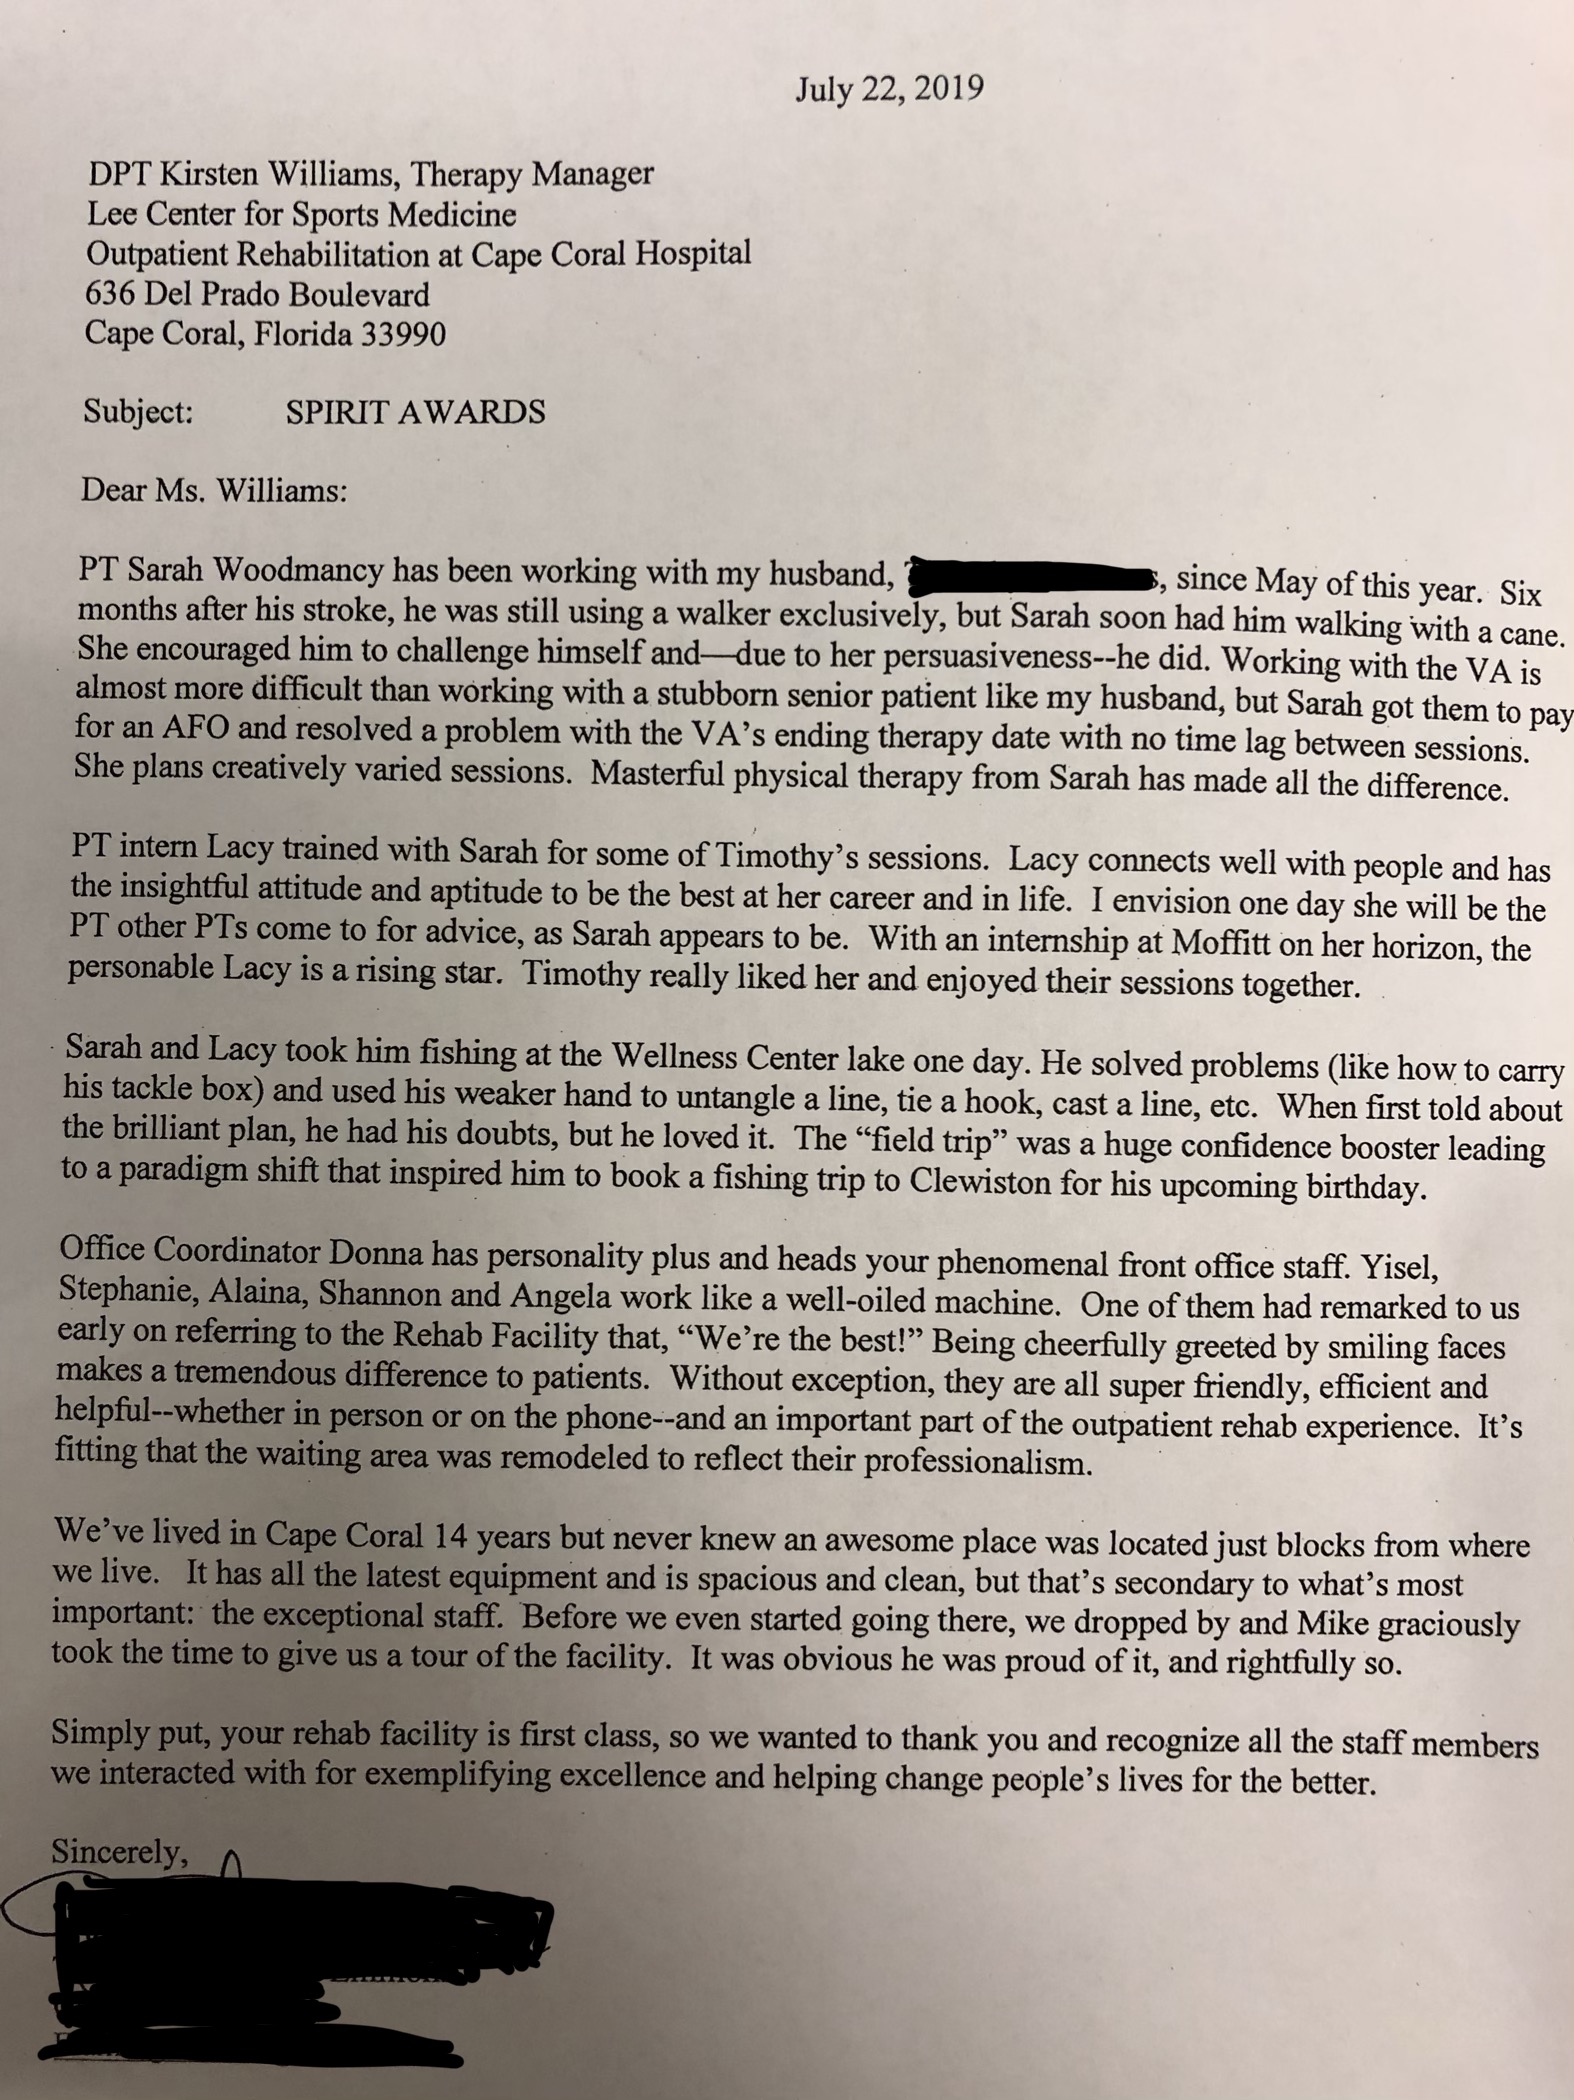 July 22, 2019
DPT Kirsten Williams, Therapy Manager
Lee Center for Sports Medicine
Outpatient Rehabilitation at Cape Coral Hospital
636 Del Prado Boulevard
Cape Coral, Florida 33990
Subject: SPIRIT AWARDS
Dear Ms. Williams:
PT Sarah Woodmancy has been working with my husband, , since May of this year. Six
months after his stroke, he was still using a walker exclusively, but Sarah soon had him walking with a cane.
She encouraged him to challenge himself and—due to her persuasiveness--he did. Working with the VA is
almost more difficult than working with a stubborn senior patient like my husband, but Sarah got them to pay
for an AFO and resolved a problem with the VA’s ending therapy date with no time lag between sessions.
She plans creatively varied sessions. Masterful physical therapy from Sarah has made all the difference.
PT intern Lacy trained with Sarah for some of Timothy’s sessions. Lacy connects well with people and has
the insightful attitude and aptitude to be the best at her career and in life. I envision one day she will be the
PT other PTs come to for advice, as Sarah appears to be. With an internship at Moffitt on her horizon, the
personable Lacy is a rising star. Timothy really liked her and enjoyed their sessions together.
Sarah and Lacy took him fishing at the Wellness Center lake one day. He solved problems (like how to carry
his tackle box) and used his weaker hand to untangle a line, tie a hook, cast a line, etc. When first told about
the brilliant plan, he had his doubts, but he loved it. The “field trip” was a huge confidence booster leading
to a paradigm shift that inspired him to book a fishing trip to Clewiston for his upcoming birthday.
Office Coordinator Donna has personality plus and heads your phenomenal front office staff. Yisel,
Stephanie, Alaina, Shannon and Angela work like a well-oiled machine. One of them had remarked to us
early on referring to the Rehab Facility that, “We’re the best!” Being cheerfully greeted by smiling faces
makes a tremendous difference to patients. Without exception, they are all super friendly, efficient and
helpful--whether in person or on the phone--and an important part of the outpatient rehab experience. It’s
fitting that the waiting area was remodeled to reflect their professionalism.
We’ve lived in Cape Coral 14 years but never knew an awesome place was located just blocks from where
we live. It has all the latest equipment and is spacious and clean, but that’s secondary to what’s most
important: the exceptional staff. Before we even started going there, we dropped by and Mike graciously
took the time to give us a tour of the facility. It was obvious he was proud of it, and rightfully so.
Simply put, your rehab facility is first class, so we wanted to thank you and recognize all the staff members
we interacted with for exemplifying excellence and helping change people’s lives for the better.
Sincerely,